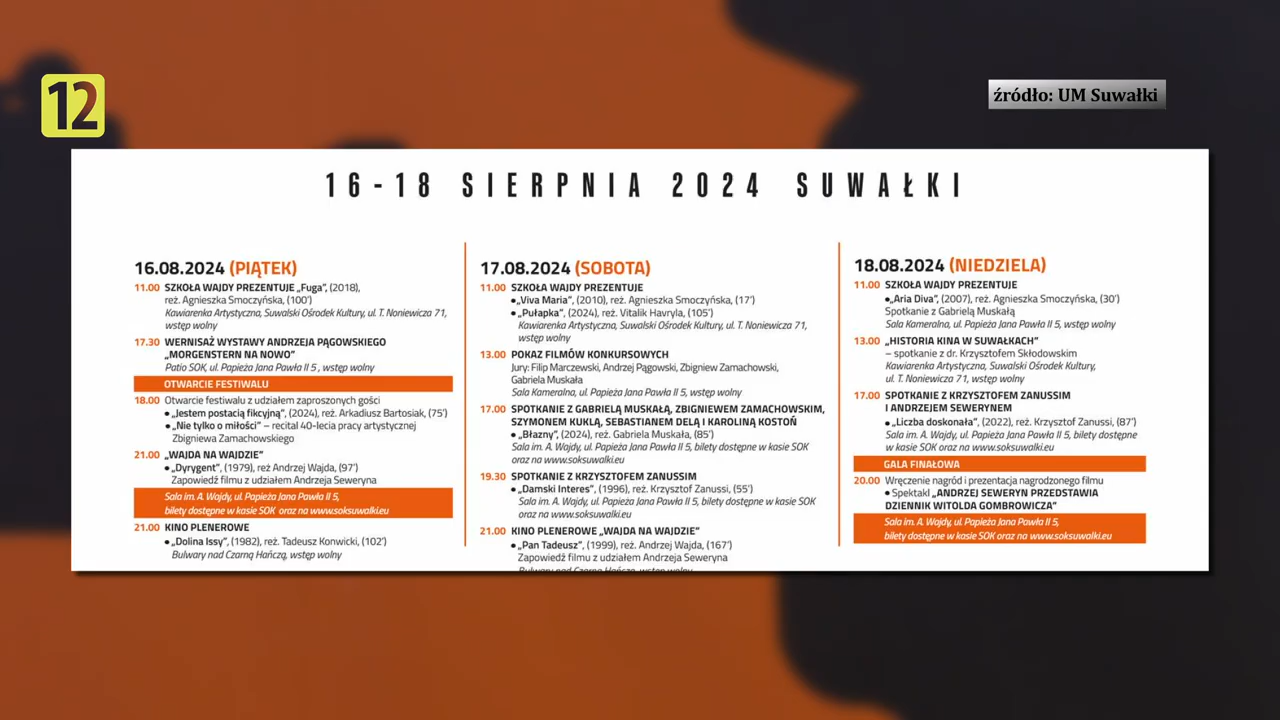 12
źródło: UM Suwałki
16-18 SIERPNIA 2024 SUWAŁKI
16.08.2024 (PIĄTEK)
11.00 SZKOŁA WAJDY PREZENTUJE „Fuga”, (2018),
reż. Agnieszka Smoczyńska, (100’)
Kawiarenka Artystyczna, Suwalski Ośrodek Kultury, ul. T. Noniewicza 71,
wstęp wolny
17.30 WERNISAŻ WYSTAWY ANDRZEJA PĄGOWSKIEGO
„MORGENSTERN NA NOWO”
Patio SOK, ul. Papieża Jana Pawła II 5 , wstęp wolny
OTWARCIE FESTIWALU
18.00 Otwarcie festiwalu z udziałem zaproszonych gości
• „Jestem postacią fikcyjną”, (2024), reż. Arkadiusz Bartosiak, (75’)
• „Nie tylko o miłości” – recital 40-lecia pracy artystycznej
Zbigniewa Zamachowskiego
21.00 „WAJDA NA WAJDZIE”
• „Dyrygent”, (1979), reż Andrzej Wajda, (97’)
Zapowiedź filmu z udziałem Andrzeja Seweryna
Sala im. A. Wajdy, ul. Papieża Jana Pawła II 5,
bilety dostępne w kasie SOK oraz na www.soksuwalki.eu
21.00 KINO PLENEROWE
• „Dolina Issy”, (1982), reż. Tadeusz Konwicki, (102’)
Bulwary nad Czarną Hańczą, wstęp wolny
17.08.2024 (SOBOTA)
11.00 SZKOŁA WAJDY PREZENTUJE
• „Viva Maria”, (2010), reż. Agnieszka Smoczyńska, (17’)
• „Pułapka”, (2024), reż. Vitalik Havryla, (105’)
Kawiarenka Artystyczna, Suwalski Ośrodek Kultury, ul. T. Noniewicza 71,
wstęp wolny
13.00 POKAZ FILMÓW KONKURSOWYCH
Jury: Filip Marczewski, Andrzej Pągowski, Zbigniew Zamachowski,
Gabriela Muskała
Sala Kameralna, ul. Papieża Jana Pawła II 5, wstęp wolny
17.00 SPOTKANIE Z GABRIELĄ MUSKAŁĄ, ZBIGNIEWEM ZAMACHOWSKIM,
SZYMONEM KUKLĄ, SEBASTIANEM DELĄ I KAROLINĄ KOSTOŃ
• „Błazny”, (2024), reż. Gabriela Muskała, (85’)
Sala im. A. Wajdy, ul. Papieża Jana Pawła II 5, bilety dostępne w kasie SOK
oraz na www.soksuwalki.eu
19.30 SPOTKANIE Z KRZYSZTOFEM ZANUSSIM
• „Damski Interes”, (1996), reż. Krzysztof Zanussi, (55’)
Sala im. A. Wajdy, ul. Papieża Jana Pawła II 5, bilety dostępne w kasie SOK
oraz na www.soksuwalki.eu
21.00 KINO PLENEROWE „WAJDA NA WAJDZIE”
• „Pan Tadeusz”, (1999), reż. Andrzej Wajda, (167’)
Zapowiedź filmu z udziałem Andrzeja Seweryna
Bulwary nad Czarną Hańczą, wstęp wolny
18.08.2024 (NIEDZIELA)
11.00 SZKOŁA WAJDY PREZENTUJE
• „Aria Diva”, (2007), reż. Agnieszka Smoczyńska, (30’)
Spotkanie z Gabrielą Muskałą
Sala Kameralna, ul. Papieża Jana Pawła II 5, wstęp wolny
13.00 „HISTORIA KINA W SUWAŁKACH”
– spotkanie z dr. Krzysztofem Skłodowskim
Kawiarenka Artystyczna, Suwalski Ośrodek Kultury,
ul. T. Noniewicza 71, wstęp wolny
17.00 SPOTKANIE Z KRZYSZTOFEM ZANUSSIM
I ANDRZEJEM SEWERYNEM
• „Liczba doskonała”, (2022), reż. Krzysztof Zanussi, (87’)
Sala im. A. Wajdy, ul. Papieża Jana Pawła II 5, bilety dostępne
w kasie SOK oraz na www.soksuwalki.eu
GALA FINAŁOWA
20.00 Wręczenie nagród i prezentacja nagrodzonego filmu
• Spektakl „ANDRZEJ SEWERYN PRZEDSTAWIA
DZIENNIK WITOLDA GOMBROWICZA”
Sala im. A. Wajdy, ul. Papieża Jana Pawła II 5,
bilety dostępne w kasie SOK oraz na www.soksuwalki.eu